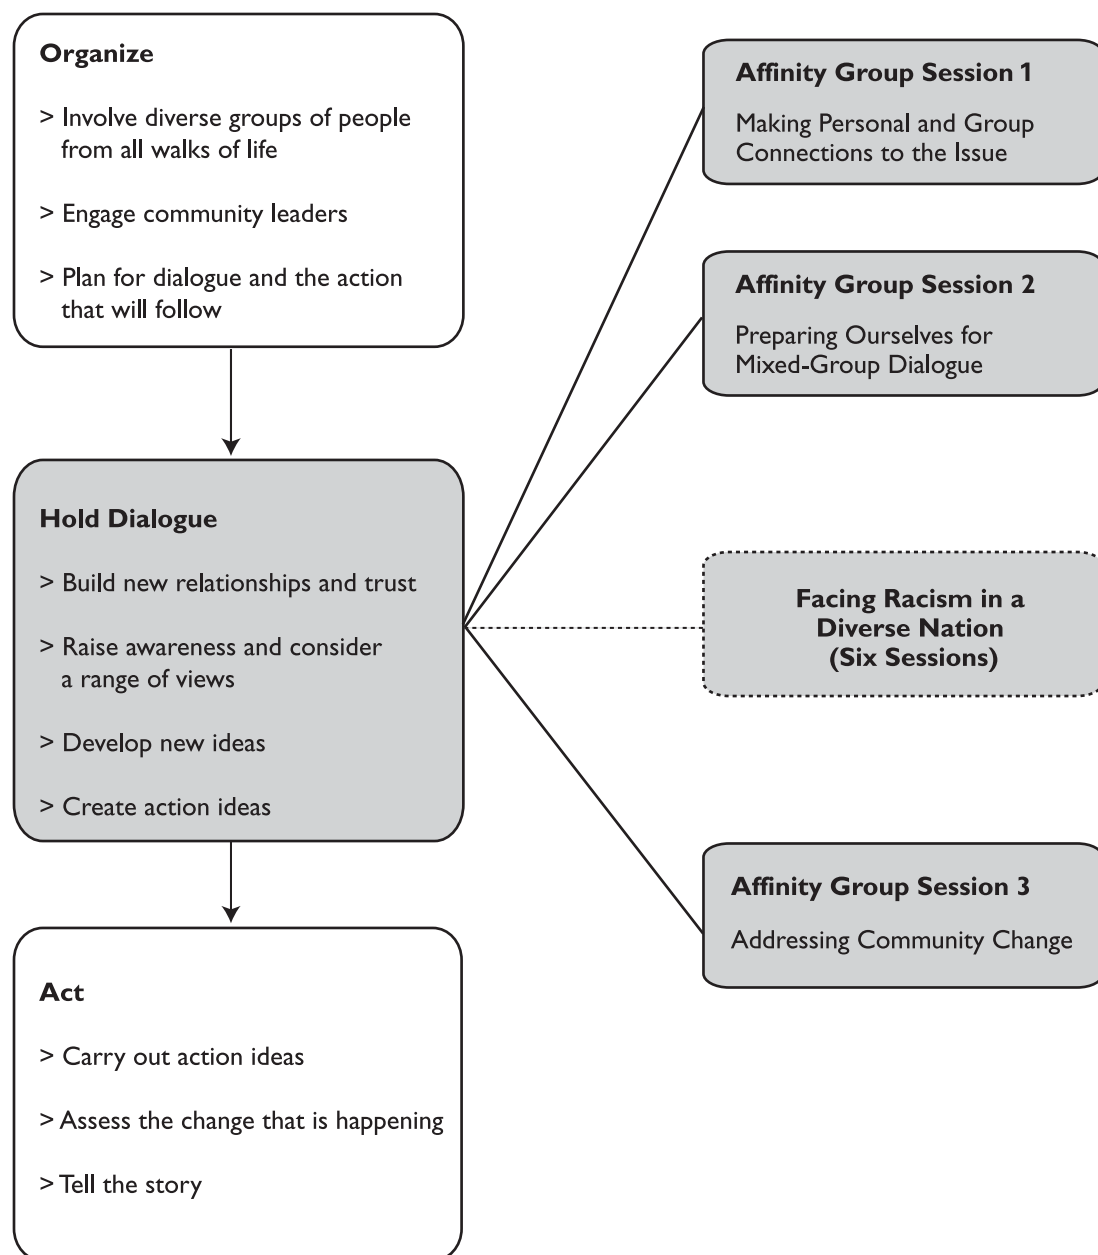 Organize
> Involve diverse groups of people
from all walks of life
> Engage community leaders
> Plan for dialogue and the action
that will follow
Hold Dialogue
> Build new relationships and trust
> Raise awareness and consider
a range of views
> Develop new ideas
> Create action ideas
Act
> Carry out action ideas
> Assess the change that is happening
> Tell the story
Affinity Group Session 1
Making Personal and Group
Connections to the Issue
Affinity Group Session 2
Preparing Ourselves for
Mixed-Group Dialogue
Facing Racism in a
Diverse Nation
(Six Sessions)
Affinity Group Session 3
Addressing Community Change